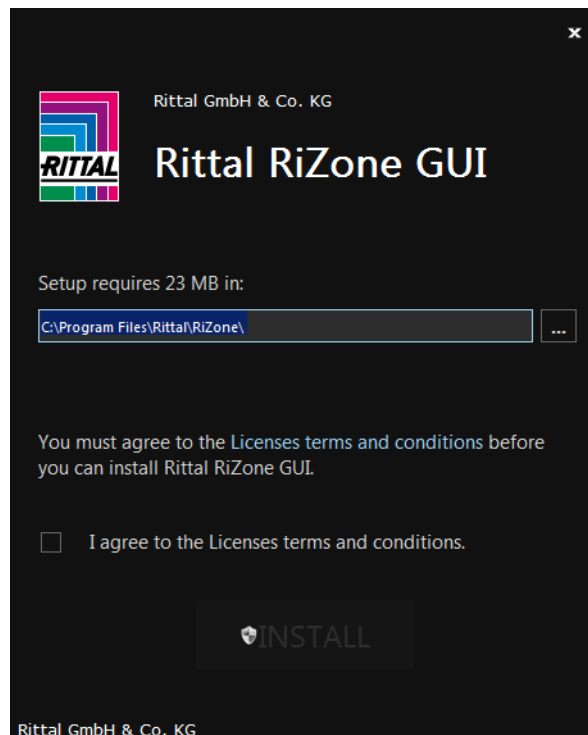 Rittal GmbH & Co. KG
RITTAL
Rittal RiZone GUI
Setup requires 23 MB in:
C:\Program Files\Rittal\RiZone\
...
You must agree to the Licenses terms and conditions before
you can install Rittal RiZone GUI.
I agree to the Licenses terms and conditions.
INSTALL
Rittal GmbH & Co. KG